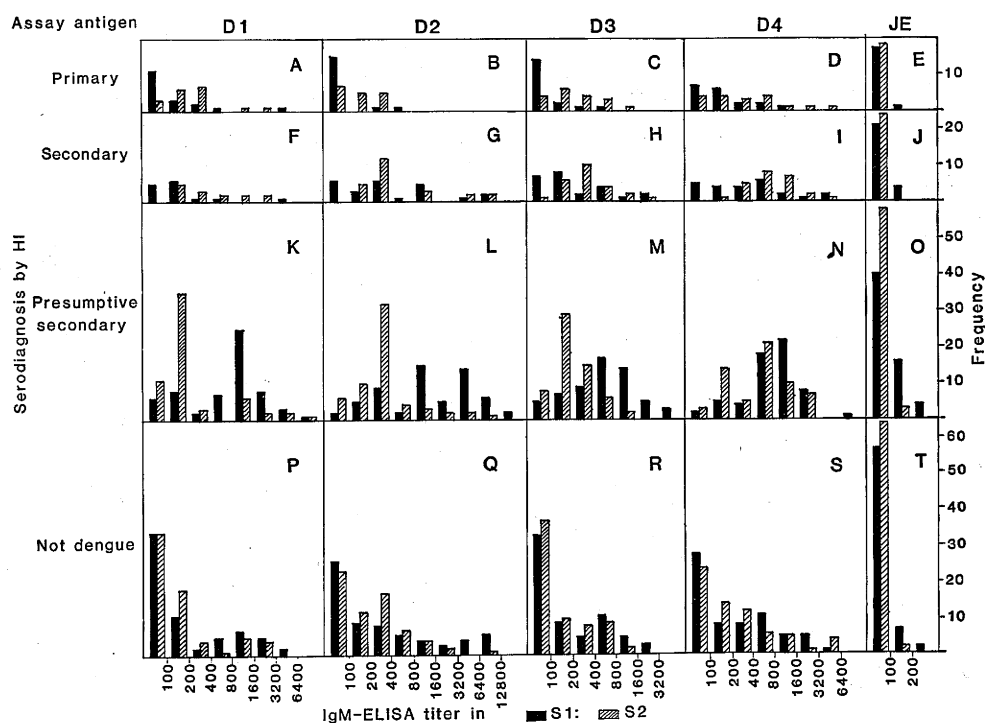 Assay antigen D1 D2 D3 D4 JE
Primary A B C D E 10
Secondary F G H I J 20 10
Serodiagnosis by HI
Presumptive secondary K L M N O 50 40 30 20 10
Frequency
Not dengue P Q R S T 60 50 40 30 20 10
100 200 400 800 1600 3200 6400
100 200 400 800 1600 3200 6400 12800
100 200 400 800 1600 3200
100 200 400 800 1600 3200 6400
100 200
IgM-ELISA titer in S1: S2